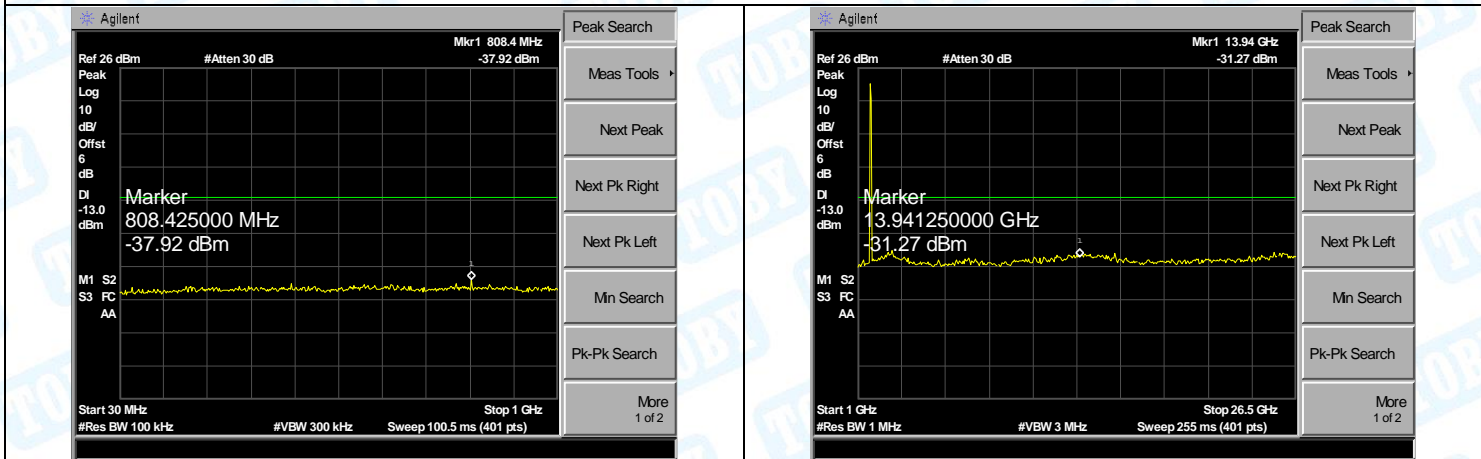 Agilent
Peak Search
Mkr1 808.4 MHz
Ref 26 dBm #Atten 30 dB -37.92 dBm
Peak
Log
10
dB/
Offst
6
dB
DI
-13.0
dBm
Marker
808.425000 MHz
-37.92 dBm
1
M1 S2
S3 FC
AA
Start 30 MHz Stop 1 GHz
#Res BW 100 kHz #VBW 300 kHz Sweep 100.5 ms (401 pts)
Meas Tools
Next Peak
Next Pk Right
Next Pk Left
Min Search
Pk-Pk Search
More
1 of 2
Agilent
Peak Search
Mkr1 13.94 GHz
Ref 26 dBm #Atten 30 dB -31.27 dBm
Peak
Log
10
dB/
Offst
6
dB
DI
-13.0
dBm
Marker
13.941250000 GHz
-31.27 dBm
1
M1 S2
S3 FC
AA
Start 1 GHz Stop 26.5 GHz
#Res BW 1 MHz #VBW 3 MHz Sweep 255 ms (401 pts)
Meas Tools
Next Peak
Next Pk Right
Next Pk Left
Min Search
Pk-Pk Search
More
1 of 2
TOBY